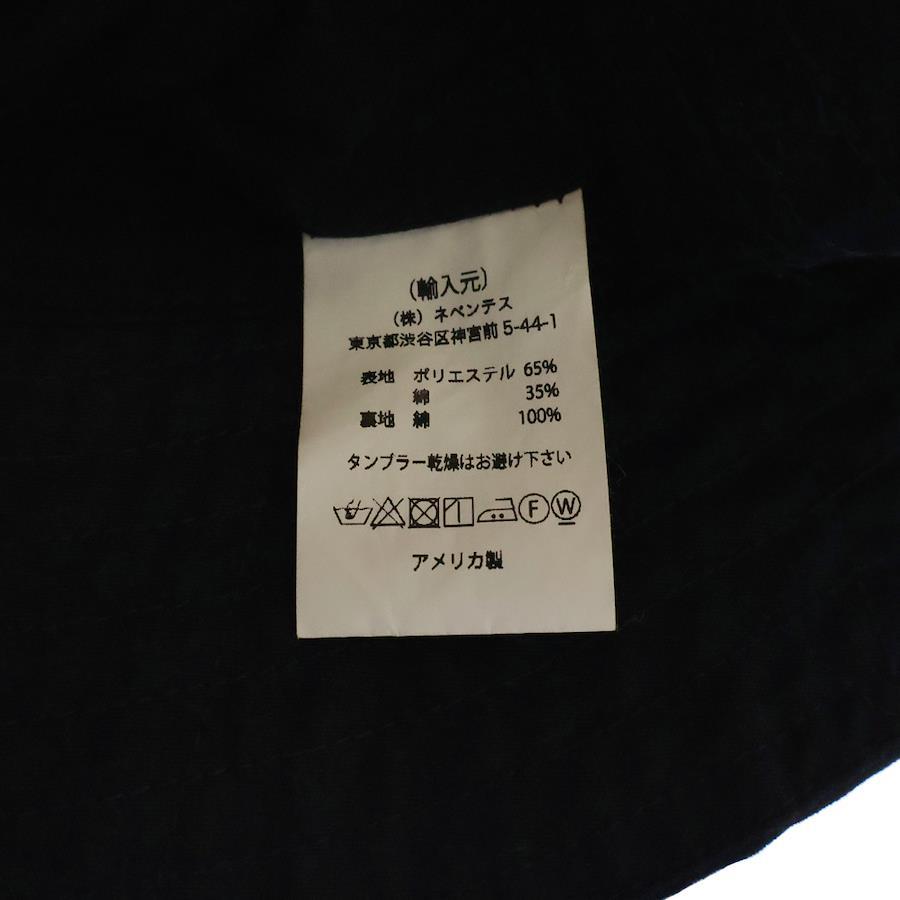 (輸入元)
(株) ネペンテス
東京都渋谷区神宮前 5-44-1
表地 ポリエステル 65%
綿 35%
裏地 綿 100%
タンブラー乾燥はお避け下さい
F W
アメリカ製